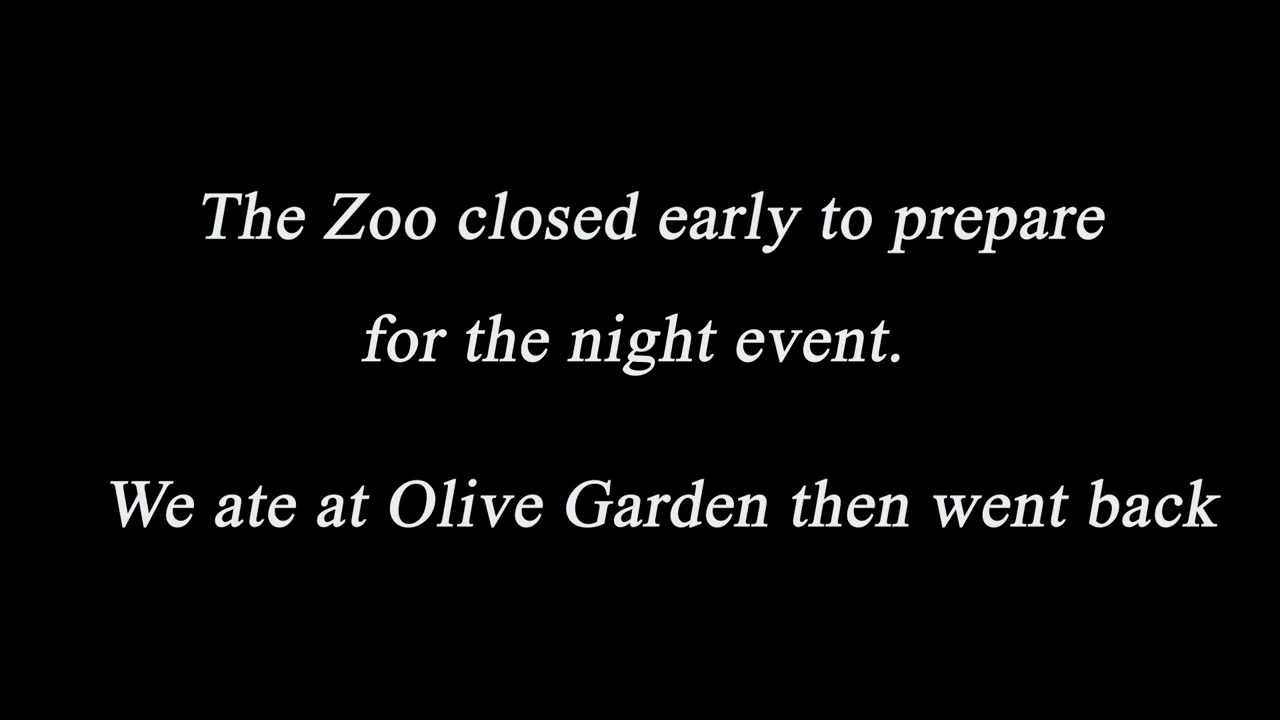 The Zoo closed early to prepare
for the night event.
We ate at Olive Garden then went back